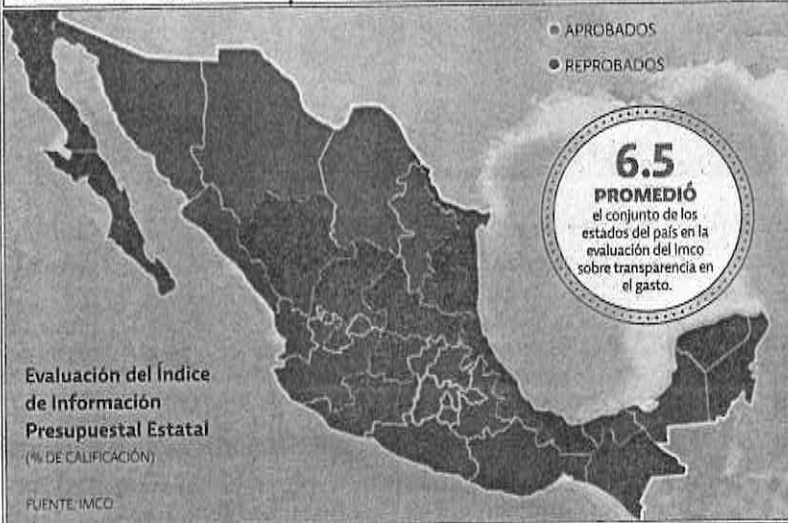 APROBADOS
REPROBADOS
6.5
PROMEDIÓ
el conjunto de los
estados del país en la
evaluación del Imco
sobre transparencia en
el gasto.
Evaluación del Índice
de Información
Presupuestal Estatal
(% DE CALIFICACIÓN)
FUENTE: IMCO